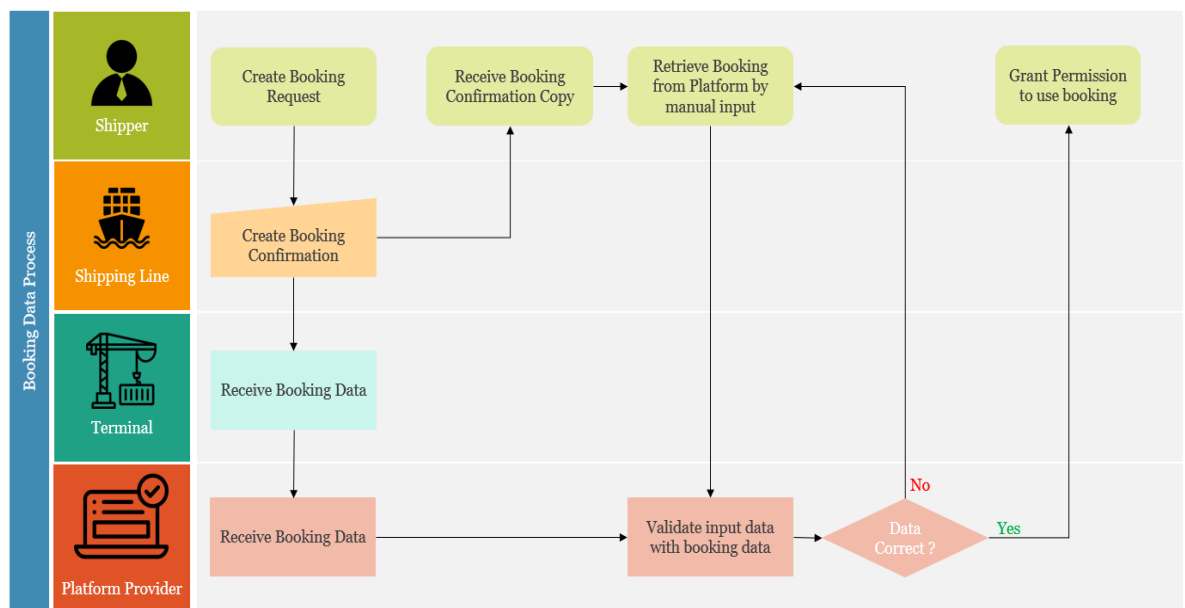 Booking Data Process
Shipper
Create Booking
Request
Receive Booking
Confirmation Copy
Retrieve Booking
from Platform by
manual input
Grant Permission
to use booking
Shipping Line
Create Booking
Confirmation
Terminal
Receive Booking Data
Platform Provider
Receive Booking Data
Validate input data
with booking data
Data
Correct ?
No
Yes